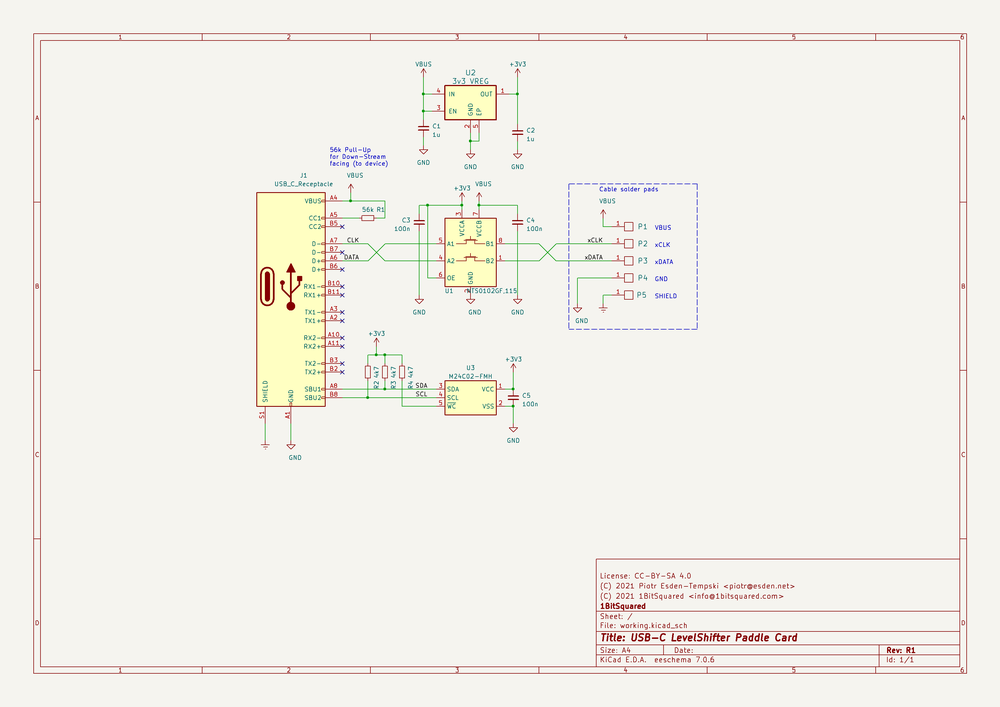 1 2 3 4 5 6
A A
B B
C C
D D
1 2 3 4 5 6
VBUS
+3V3
U2
3v3 VREG
4 IN OUT 1
3 EN
GND
EP
2 5
C1
1u
C2
1u
GND
GND
GND
56k Pull-Up
for Down-Stream
facing (to device)
J1
USB_C_Receptacle
VBUS
VBUS A4
CC1 A5
CC2 B5
D- A7
D- B7
D+ A6
D+ B6
RX1- B10
RX1+ B11
TX1- A3
TX1+ A2
RX2- A10
RX2+ A11
TX2- B3
TX2+ B2
SBU1 A8
SBU2 B8
SHIELD
GND
S1
A1
GND
56k R1
CLK
DATA
+3V3
VBUS
C3
100n
C4
100n
3 7
VCCA
VCCB
5 A1 B1 8
4 A2 B2 1
6 OE
GND
U1
NTS0102GF,115
GND
GND
GND
xCLK
xDATA
Cable solder pads
VBUS
1 P1 VBUS
1 P2 xCLK
1 P3 xDATA
1 P4 GND
1 P5 SHIELD
GND
+3V3
R2 4k7
R3 4k7
R4 4k7
SDA
SCL
U3
M24C02-FMH
3 SDA VCC 1
4 SCL
5 WC VSS 2
+3V3
C5
100n
GND
License: CC-BY-SA 4.0
(C) 2021 Piotr Esden-Tempski <piotr@esden.net>
(C) 2021 1BitSquared <info@1bitsquared.com>
1BitSquared
Sheet: /
File: working.kicad_sch
Title: USB-C LevelShifter Paddle Card
Size: A4 Date: Rev: R1
KiCad E.D.A. eeschema 7.0.6 Id: 1/1